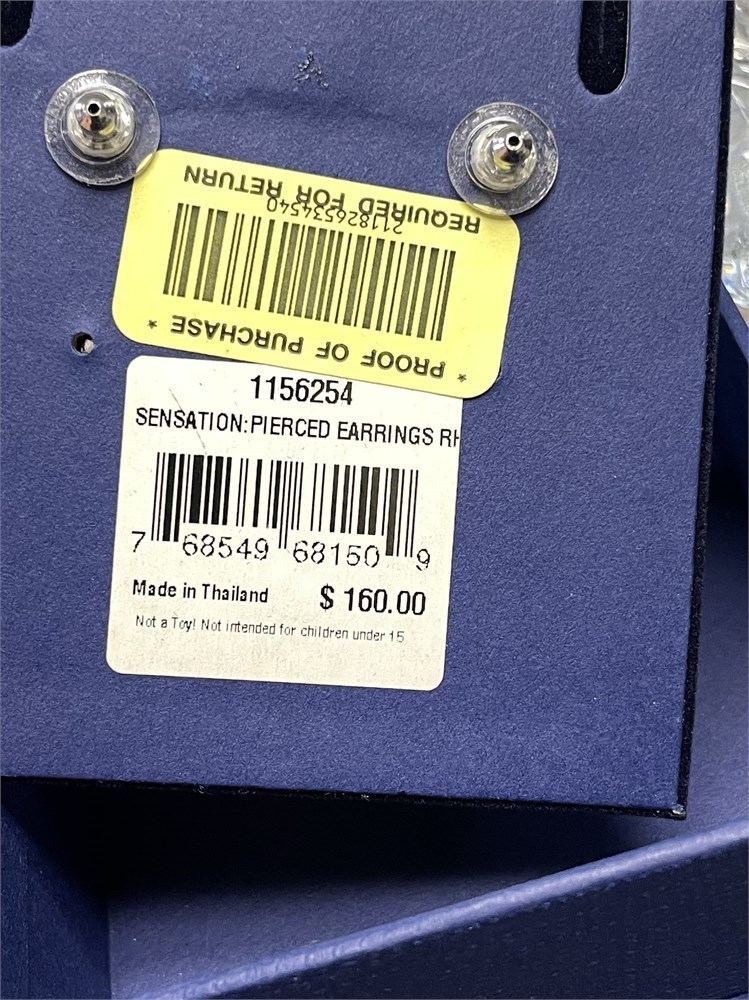 REQUIRED FOR RETURN
211826534540
* PROOF OF PURCHASE *
1156254
SENSATION:PIERCED EARRINGS RH
7 68549 68150 9
Made in Thailand $ 160.00
Not a Toy! Not intended for children under 15